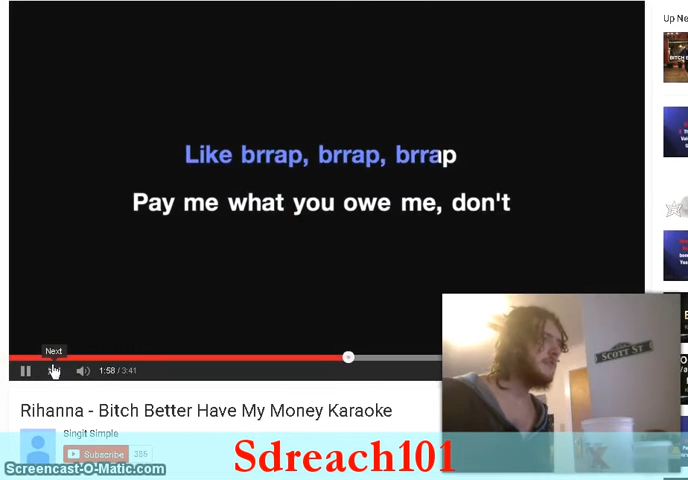 Up Ne
Like brrap, brrap, brrap
Pay me what you owe me, don't
SCOTT ST
Next
1:58 / 3:41
Rihanna - Bitch Better Have My Money Karaoke
Singit Simple
Subscribe 386
Sdreach101
Screencast-O-Matic.com